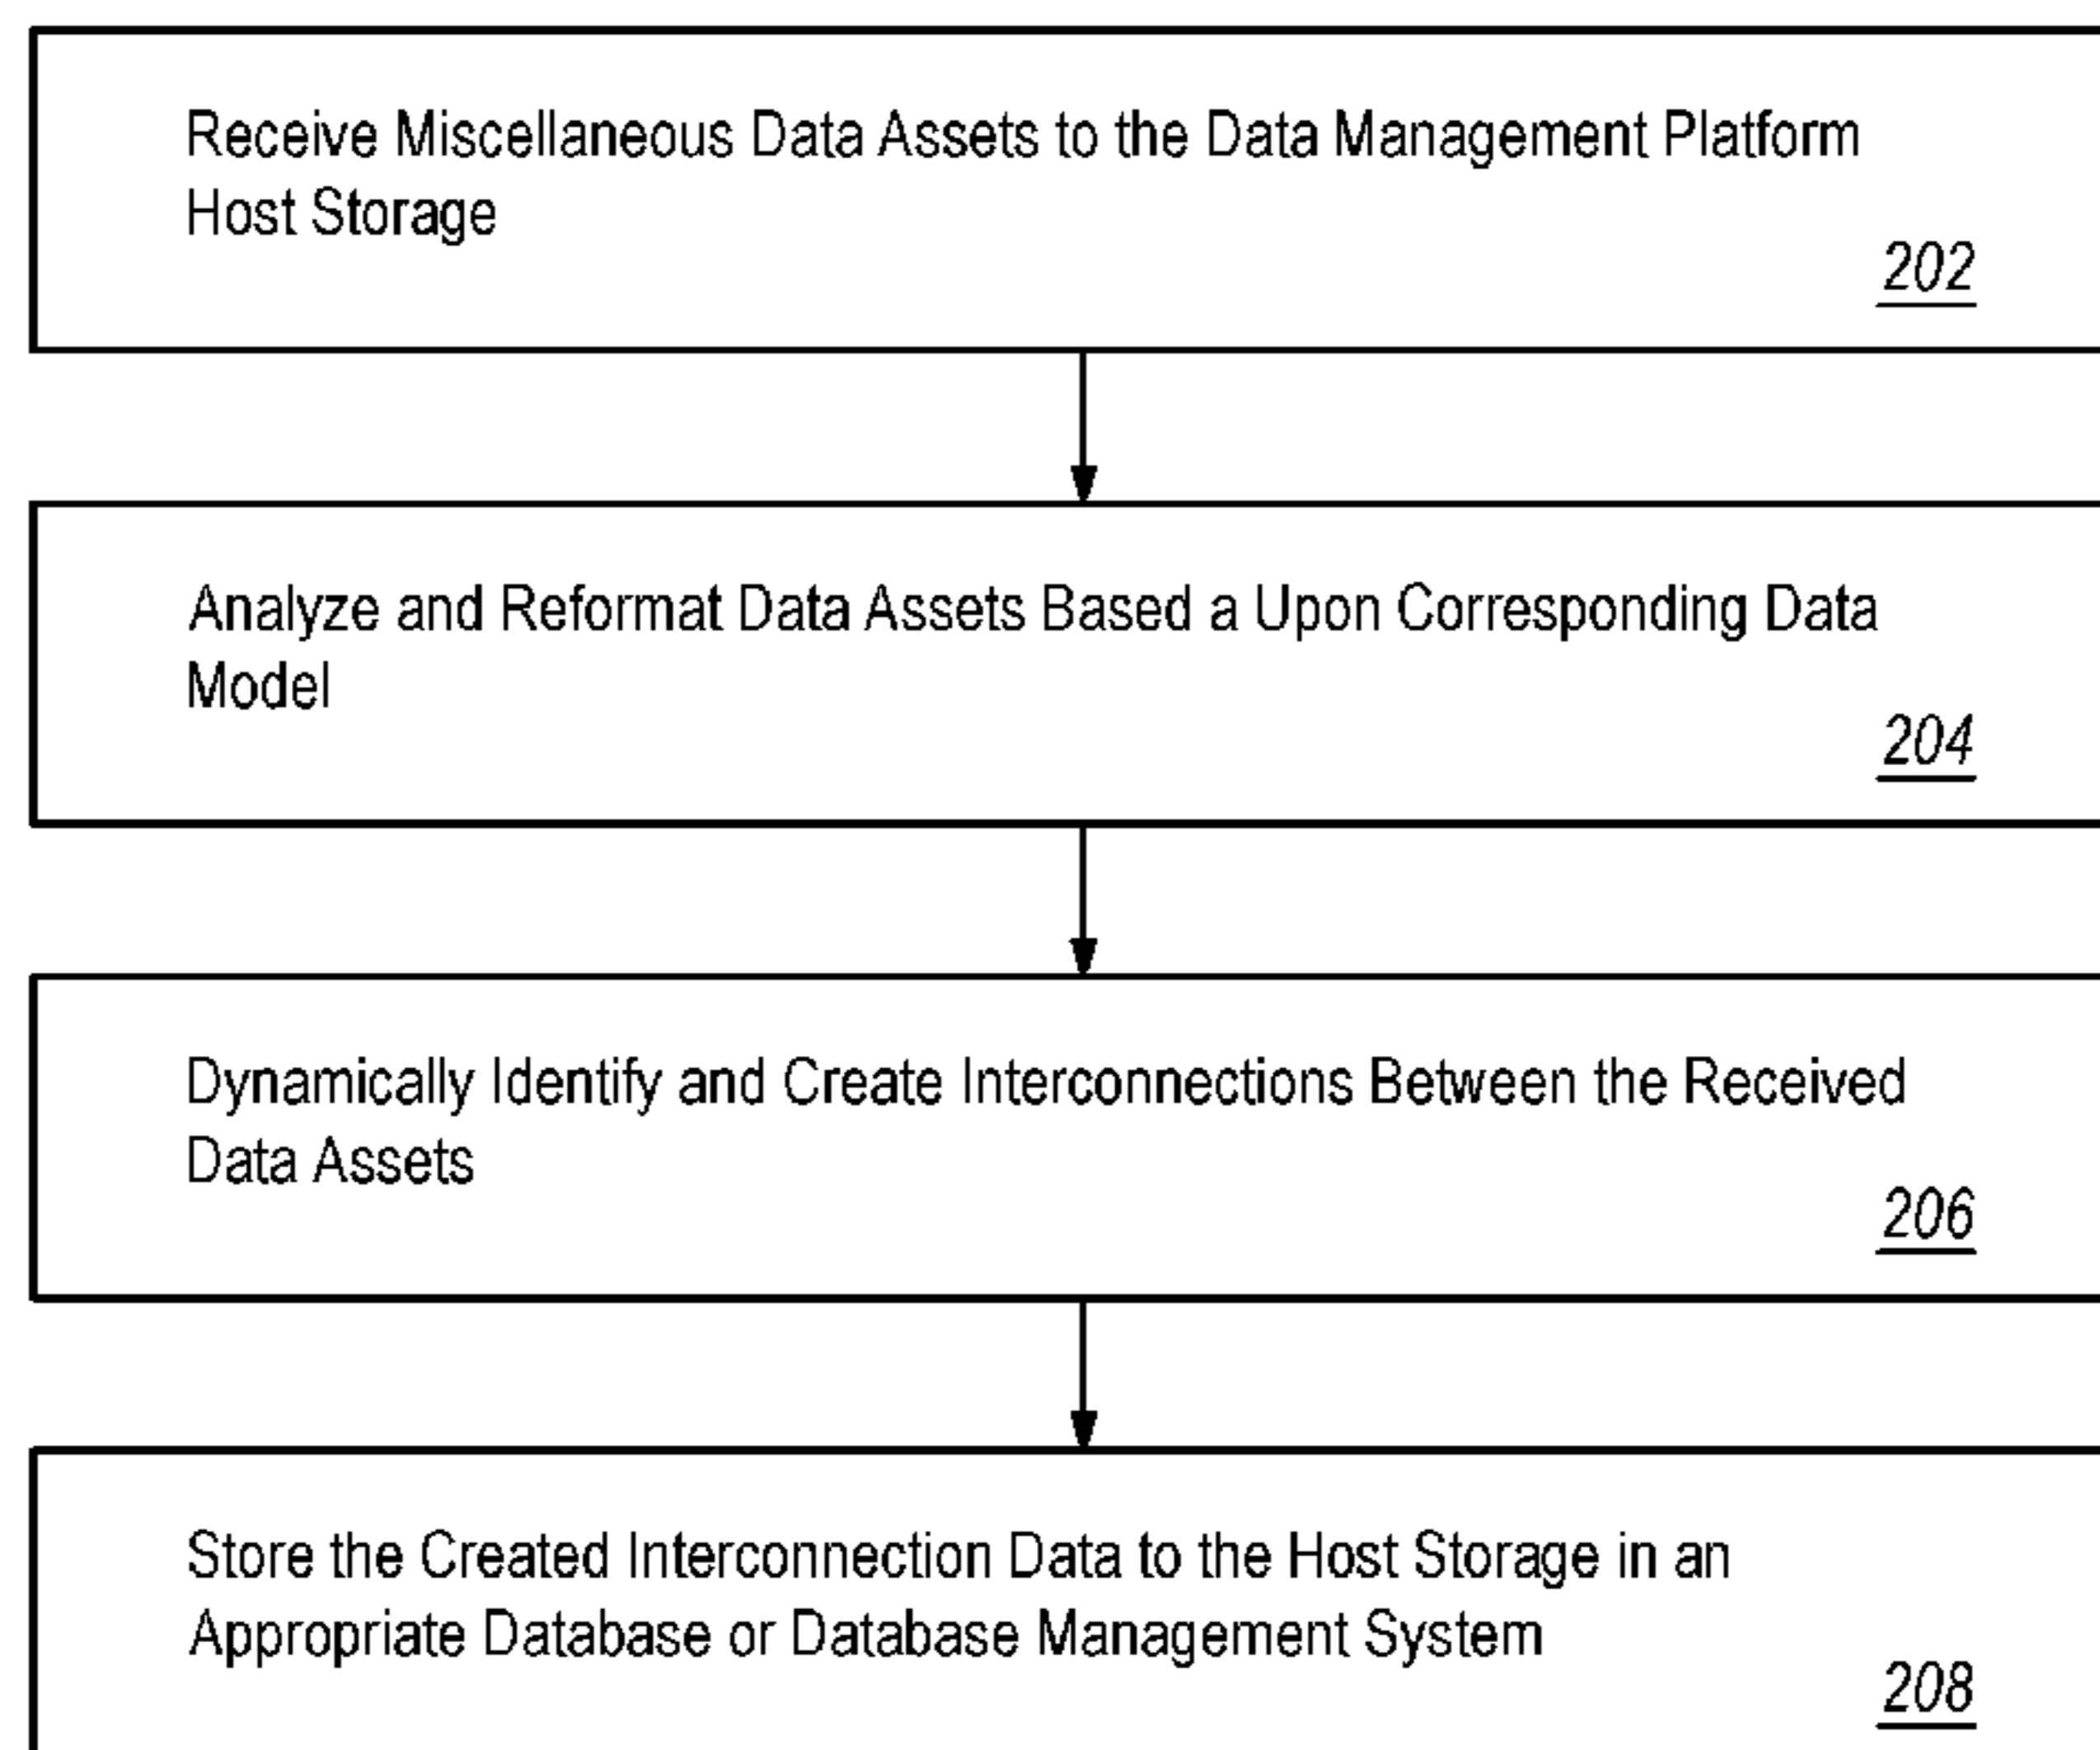 Receive Miscellaneous Data Assets to the Data Management Platform
Host Storage
202
Analyze and Reformat Data Assets Based a Upon Corresponding Data
Model
204
Dynamically Identify and Create Interconnections Between the Received
Data Assets
206
Store the Created Interconnection Data to the Host Storage in an
Appropriate Database or Database Management System
208